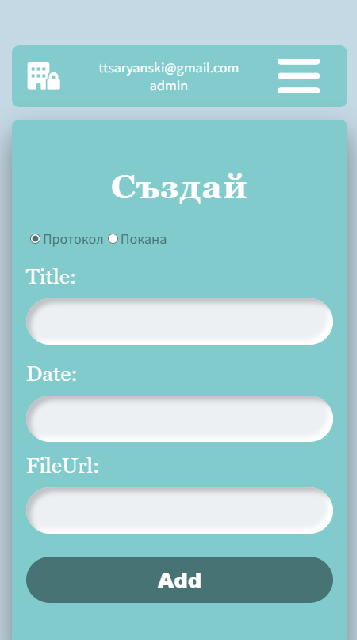 ttsaryanski@gmail.com
admin
Създай
Протокол Покана
Title:
Date:
FileUrl:
Add